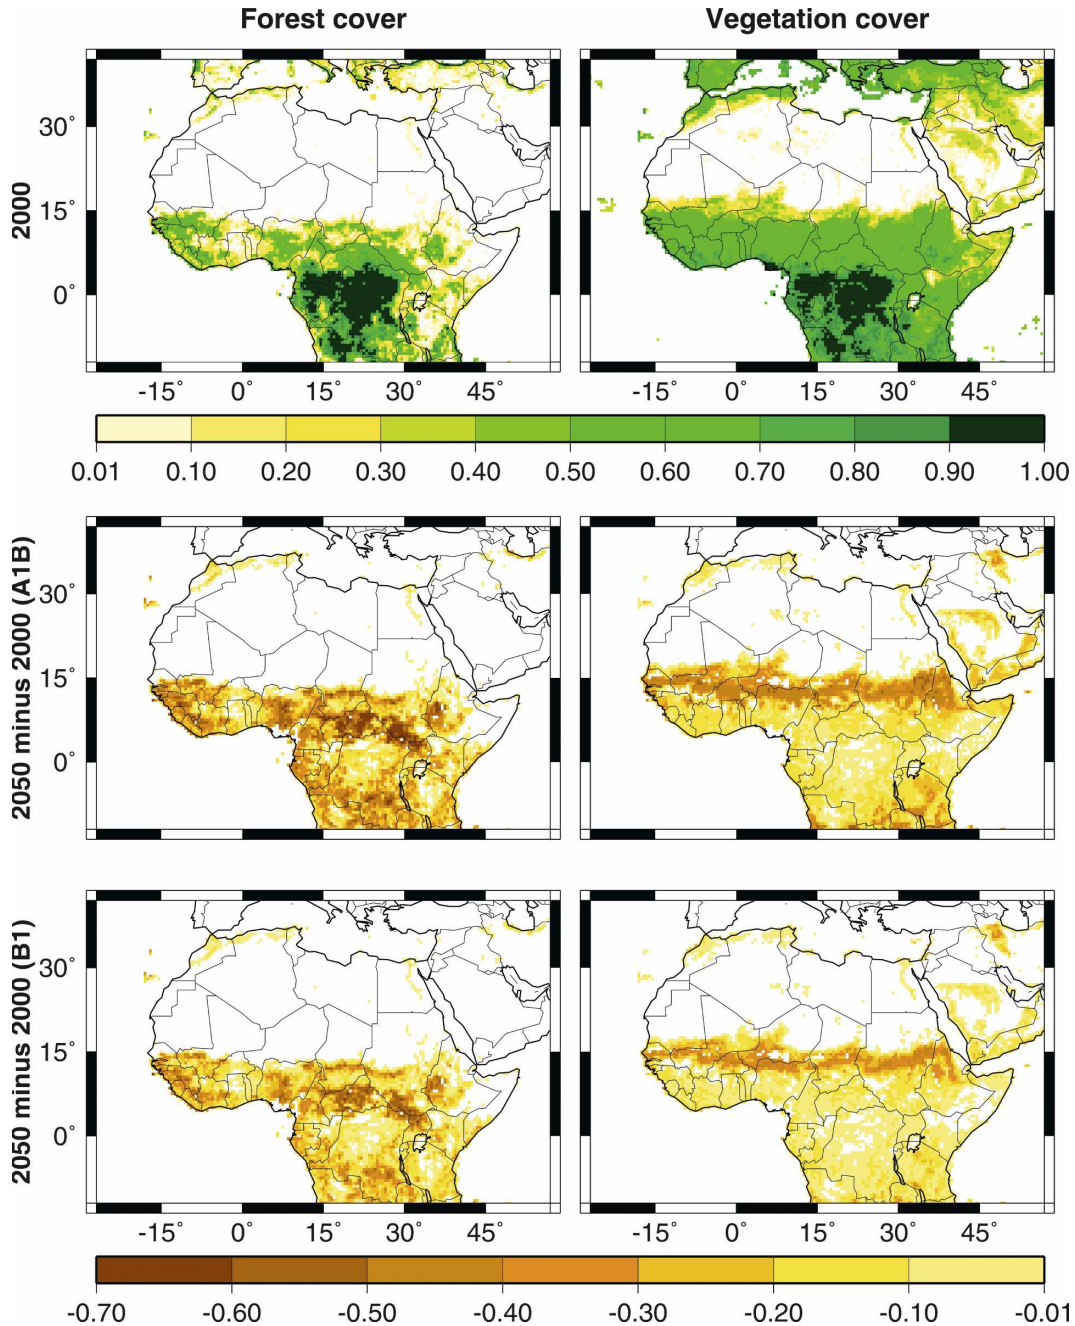 Forest cover Vegetation cover
2000
30° 15° 0°
-15° 0° 15° 30° 45° -15° 0° 15° 30° 45°
0.01 0.10 0.20 0.30 0.40 0.50 0.60 0.70 0.80 0.90 1.00
2050 minus 2000 (A1B)
30° 15° 0°
2050 minus 2000 (B1)
30° 15° 0°
-15° 0° 15° 30° 45° -15° 0° 15° 30° 45°
-0.70 -0.60 -0.50 -0.40 -0.30 -0.20 -0.10 -0.01